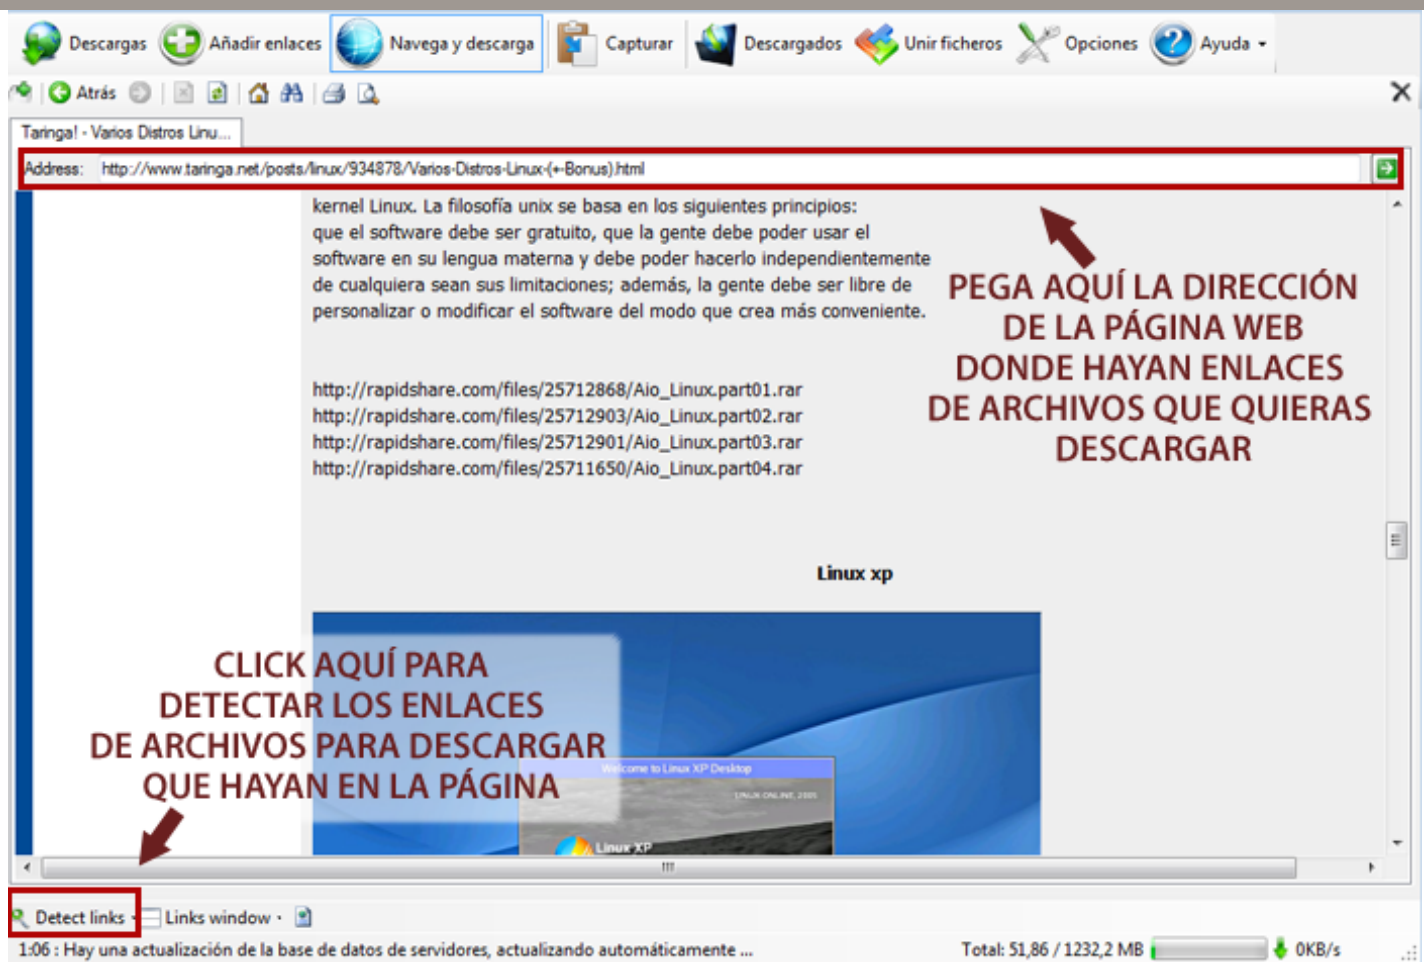 Descargas Añadir enlaces Navega y descarga Capturar Descargados Unir ficheros Opciones Ayuda
Atrás
Taringa! - Varios Distros Linu...
Address: http://www.taringa.net/posts/linux/934878/Varios-Distros-Linux-(+-Bonus).html
kernel Linux. La filosofía unix se basa en los siguientes principios:
que el software debe ser gratuito, que la gente debe poder usar el
software en su lengua materna y debe poder hacerlo independientemente
de cualquiera sean sus limitaciones; además, la gente debe ser libre de
personalizar o modificar el software del modo que crea más conveniente.
PEGA AQUÍ LA DIRECCIÓN
DE LA PÁGINA WEB
DONDE HAYAN ENLACES
DE ARCHIVOS QUE QUIERAS
DESCARGAR
http://rapidshare.com/files/25712868/Aio_Linux.part01.rar
http://rapidshare.com/files/25712903/Aio_Linux.part02.rar
http://rapidshare.com/files/25712901/Aio_Linux.part03.rar
http://rapidshare.com/files/25711650/Aio_Linux.part04.rar
Linux xp
CLICK AQUÍ PARA
DETECTAR LOS ENLACES
DE ARCHIVOS PARA DESCARGAR
QUE HAYAN EN LA PÁGINA
Welcome to Linux XP Desktop
LINUX-ONLINE, 2005
Linux XP
Detect links Links window
1:06 : Hay una actualización de la base de datos de servidores, actualizando automáticamente ... Total: 51,86 / 1232,2 MB 0KB/s